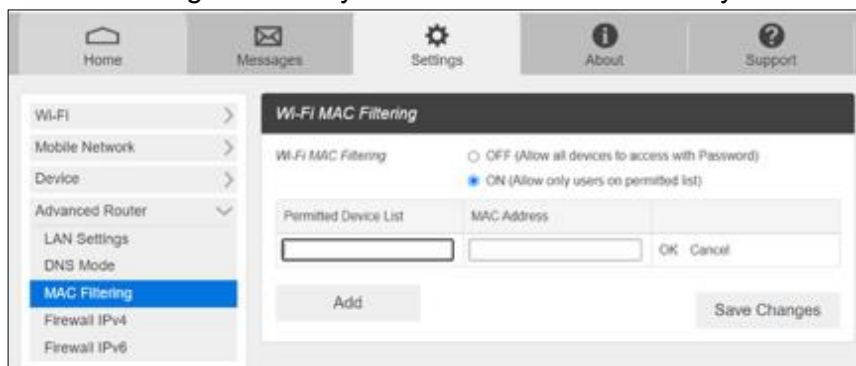 Home
Messages
Settings
About
Support
Wi-Fi
Mobile Network
Device
Advanced Router
LAN Settings
DNS Mode
MAC Filtering
Firewall IPv4
Firewall IPv6
Wi-Fi MAC Filtering
Wi-Fi MAC Filtering
OFF (Allow all devices to access with Password)
ON (Allow only users on permitted list)
Permitted Device List MAC Address
OK Cancel
Add
Save Changes